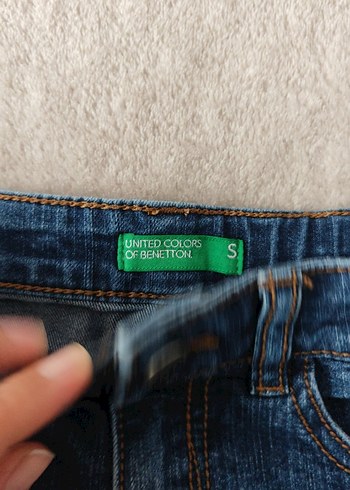 UNITED COLORS
OF BENETTON.
S